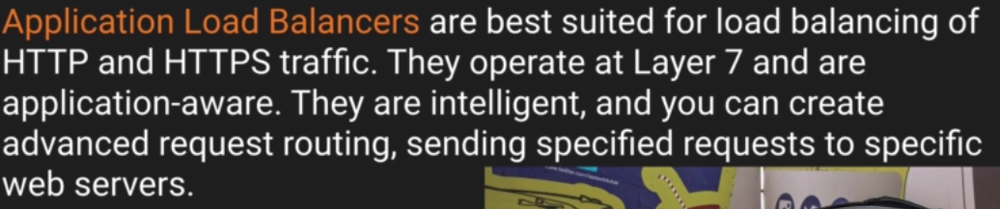 Application Load Balancers are best suited for load balancing of
HTTP and HTTPS traffic. They operate at Layer 7 and are
application-aware. They are intelligent, and you can create
advanced request routing, sending specified requests to specific
web servers.